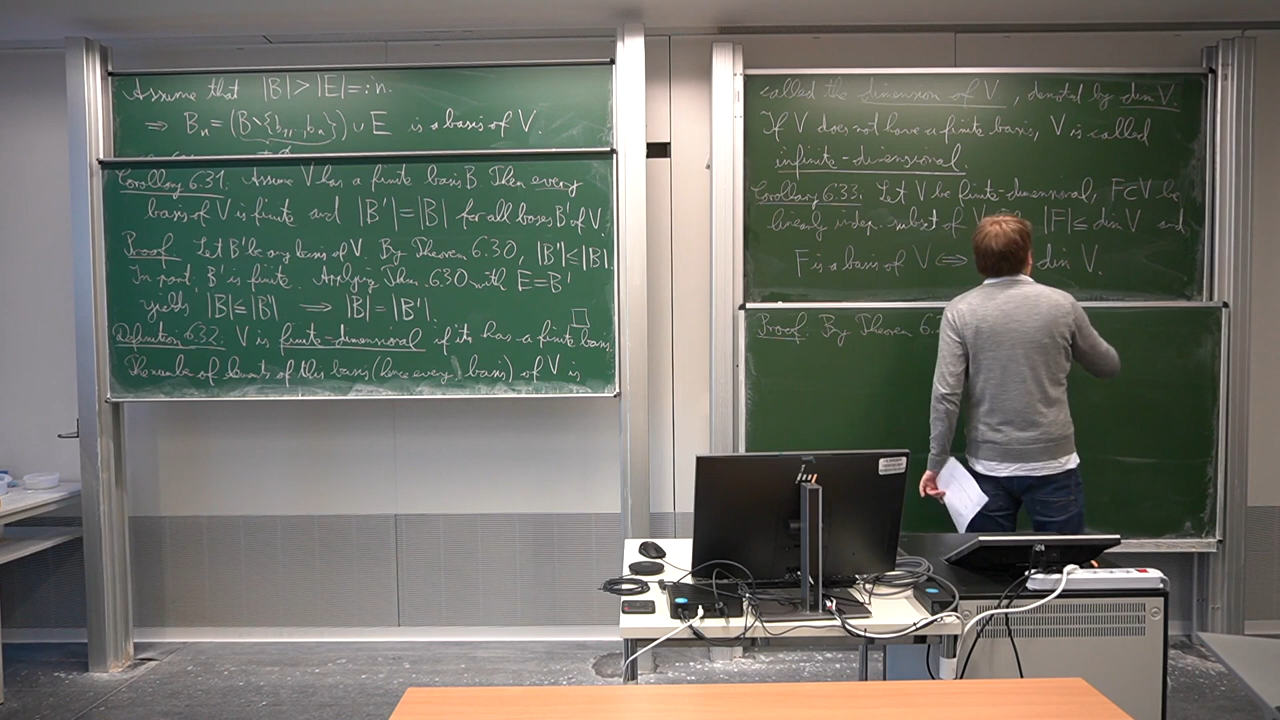 Assume that |B| > |E| =: n.
⇒ B_n = (B \ {b_1, ..., b_n}) ∪ E is a basis of V.
Corollary 6.31. Assume V has a finite basis B. Then every
basis of V is finite and |B'| = |B| for all bases B' of V.
Proof. Let B' be any basis of V. By Theorem 6.30, |B'| ≤ |B|.
In part. B' is finite. Applying Thm 6.30 with E = B'
yields |B| ≤ |B'| ⇒ |B| = |B'|. □
Definition 6.32. V is finite-dimensional if it has a finite basis.
The number of elements of this basis (hence every basis) of V is
called the dimension of V, denoted by dim V.
If V does not have a finite basis, V is called
infinite-dimensional.
Corollary 6.33. Let V be finite-dimensional, F⊂V be
linearly indep. subset of V |F| ≤ dim V and
F is a basis of V ⇔ dim V.
Proof. By Theorem 6.3